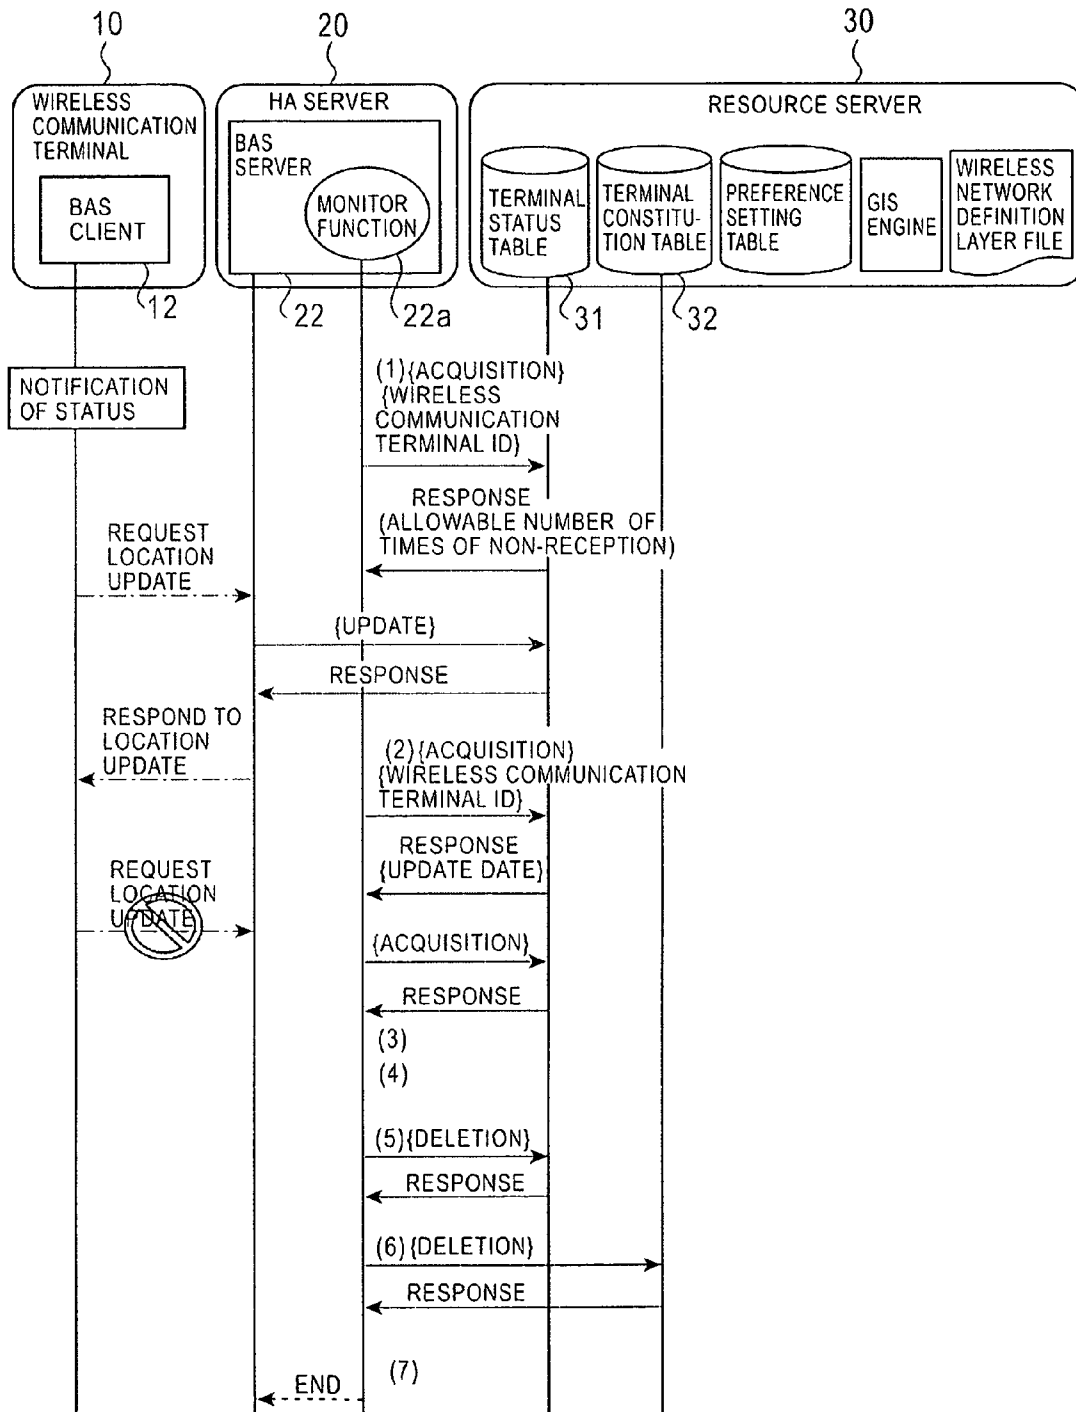 10
20
30
WIRELESS
COMMUNICATION
TERMINAL
BAS
CLIENT
12
HA SERVER
BAS
SERVER
MONITOR
FUNCTION
22
22a
RESOURCE SERVER
TERMINAL
STATUS
TABLE
TERMINAL
CONSTITU-
TION TABLE
PREFERENCE
SETTING
TABLE
GIS
ENGINE
WIRELESS
NETWORK
DEFINITION
LAYER FILE
31
32
NOTIFICATION
OF STATUS
(1){ACQUISITION}
{WIRELESS
COMMUNICATION
TERMINAL ID}
RESPONSE
(ALLOWABLE NUMBER OF
TIMES OF NON-RECEPTION)
REQUEST
LOCATION
UPDATE
{UPDATE}
RESPONSE
RESPOND TO
LOCATION
UPDATE
(2){ACQUISITION}
{WIRELESS COMMUNICATION
TERMINAL ID}
RESPONSE
{UPDATE DATE}
REQUEST
LOCATION
UPDATE
{ACQUISITION}
RESPONSE
(3)
(4)
(5){DELETION}
RESPONSE
(6){DELETION}
RESPONSE
(7)
END